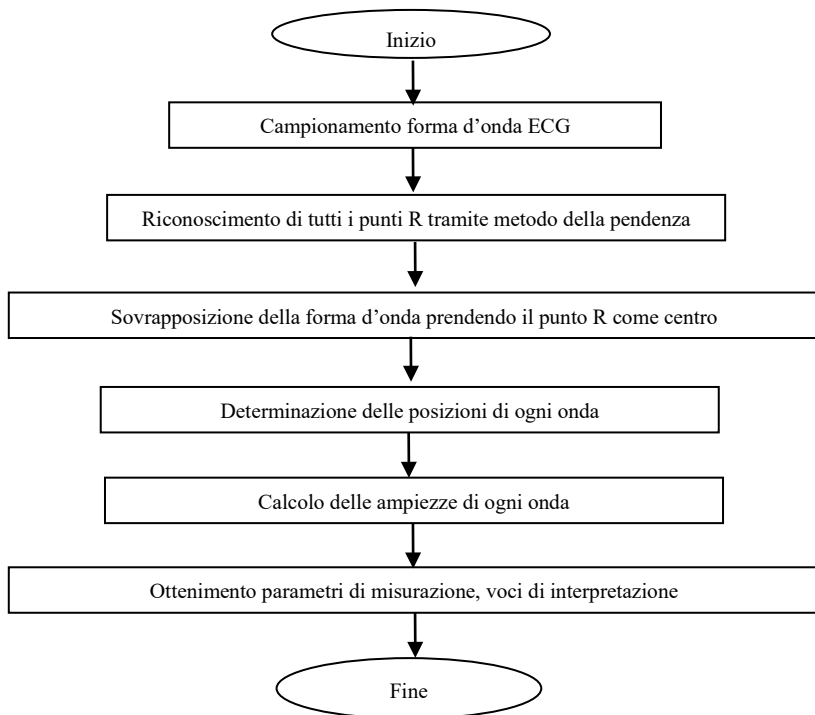 Inizio
Campionamento forma d’onda ECG
Riconoscimento di tutti i punti R tramite metodo della pendenza
Sovrapposizione della forma d’onda prendendo il punto R come centro
Determinazione delle posizioni di ogni onda
Calcolo delle ampiezze di ogni onda
Ottenimento parametri di misurazione, voci di interpretazione
Fine